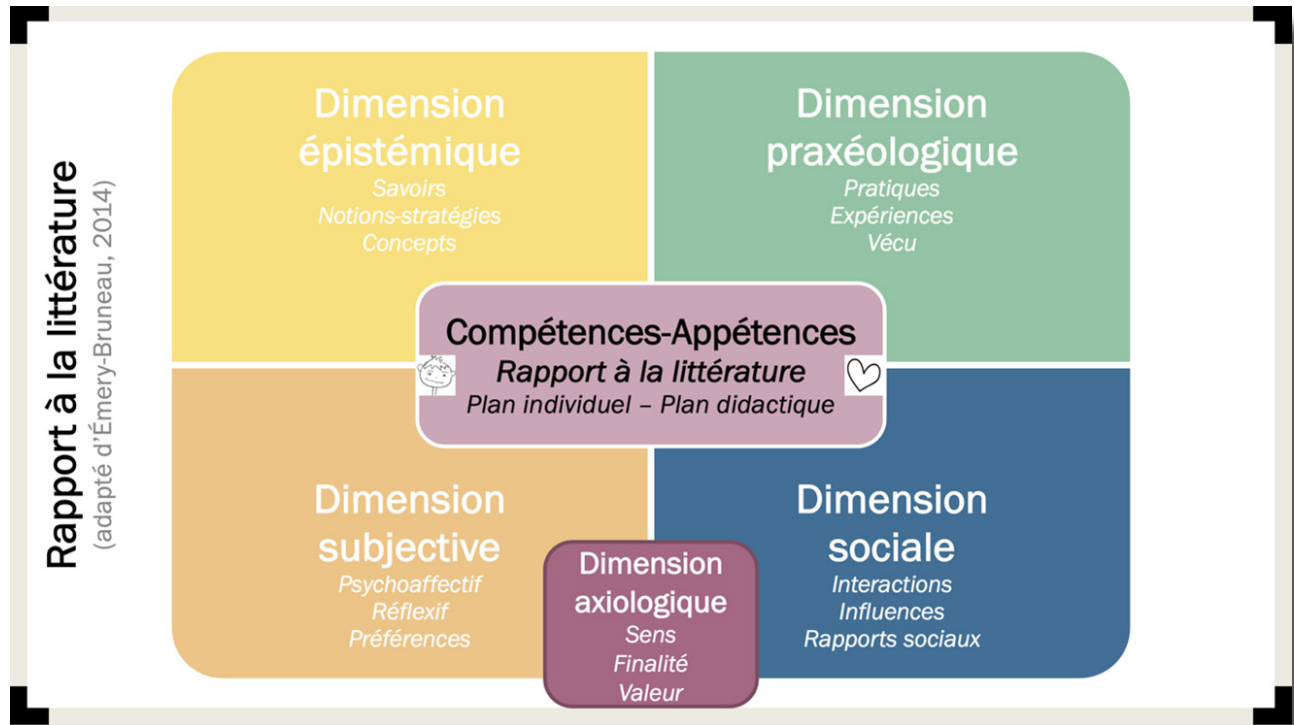 Rapport à la littérature
(adapté d'Émery-Bruneau, 2014)
Dimension
épistémique
Savoirs
Notions-stratégies
Concepts
Dimension
praxéologique
Pratiques
Expériences
Vécu
Compétences-Appétences
Rapport à la littérature
Plan individuel – Plan didactique
Dimension
subjective
Psychoaffectif
Réflexif
Préférences
Dimension
axiologique
Sens
Finalité
Valeur
Dimension
sociale
Interactions
Influences
Rapports sociaux